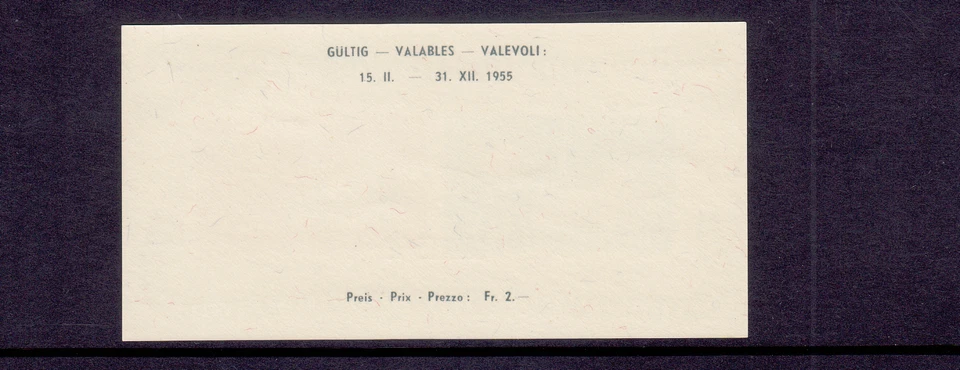 GÜLTIG — VALABLES — VALEVOLI:
15. II. — 31. XII. 1955
Preis · Prix · Prezzo: Fr. 2.—